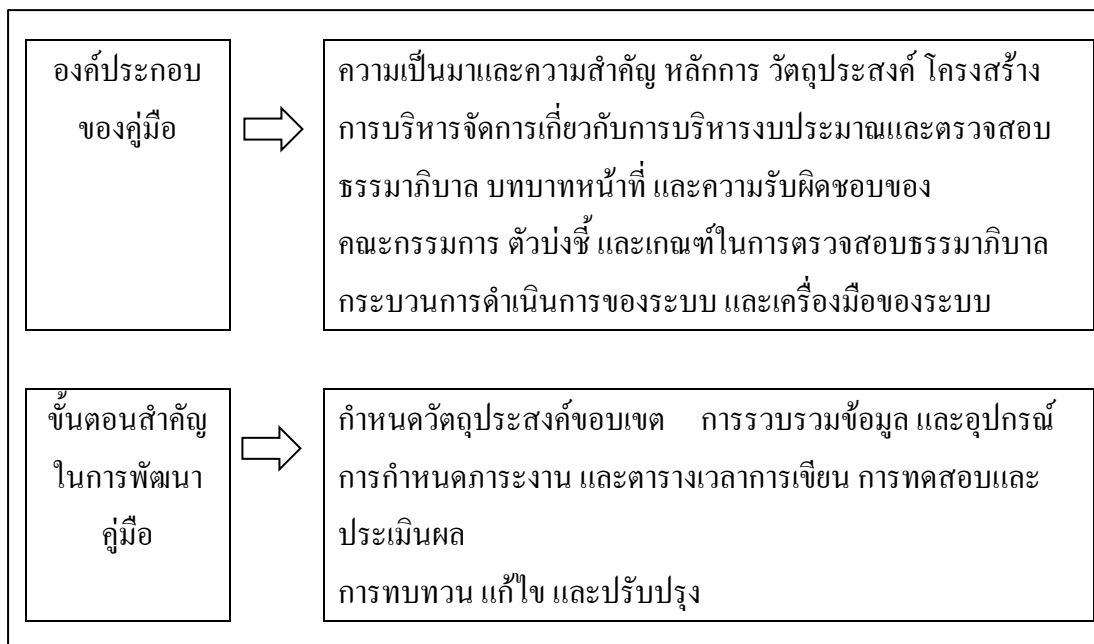 องค์ประกอบ
ของคู่มือ
ความเป็นมาและความสำคัญ หลักการ วัตถุประสงค์ โครงสร้าง
การบริหารจัดการเกี่ยวกับการบริหารงบประมาณและตรวจสอบ
ธรรมาภิบาล บทบาทหน้าที่ และความรับผิดชอบของ
คณะกรรมการ ตัวบ่งชี้ และเกณฑ์ในการตรวจสอบธรรมาภิบาล
กระบวนการดำเนินการของระบบ และเครื่องมือของระบบ
ขั้นตอนสำคัญ
ในการพัฒนา
คู่มือ
กำหนดวัตถุประสงค์ขอบเขต การรวบรวมข้อมูล และอุปกรณ์
การกำหนดภาระงาน และตารางเวลาการเขียน การทดสอบและ
ประเมินผล
การทบทวน แก้ไข และปรับปรุง